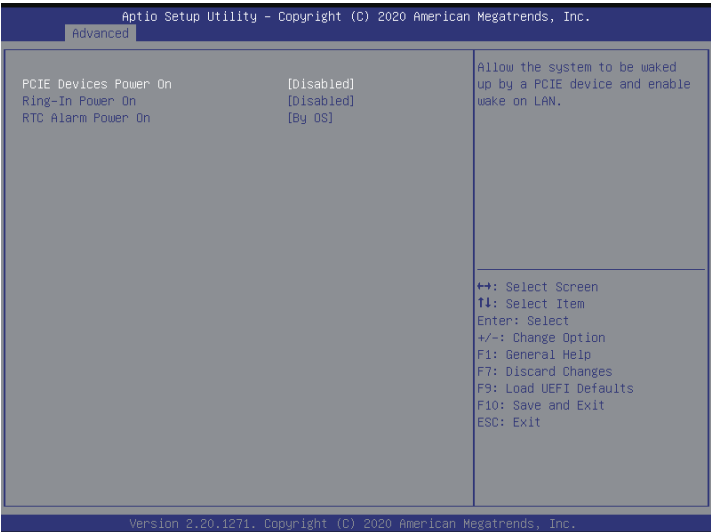 Aptio Setup Utility – Copyright (C) 2020 American Megatrends, Inc.
Advanced
PCIE Devices Power On [Disabled]
Ring-In Power On [Disabled]
RTC Alarm Power On [By OS]
Allow the system to be waked
up by a PCIE device and enable
wake on LAN.
↔: Select Screen
↑↓: Select Item
Enter: Select
+/-: Change Option
F1: General Help
F7: Discard Changes
F9: Load UEFI Defaults
F10: Save and Exit
ESC: Exit
Version 2.20.1271. Copyright (C) 2020 American Megatrends, Inc.